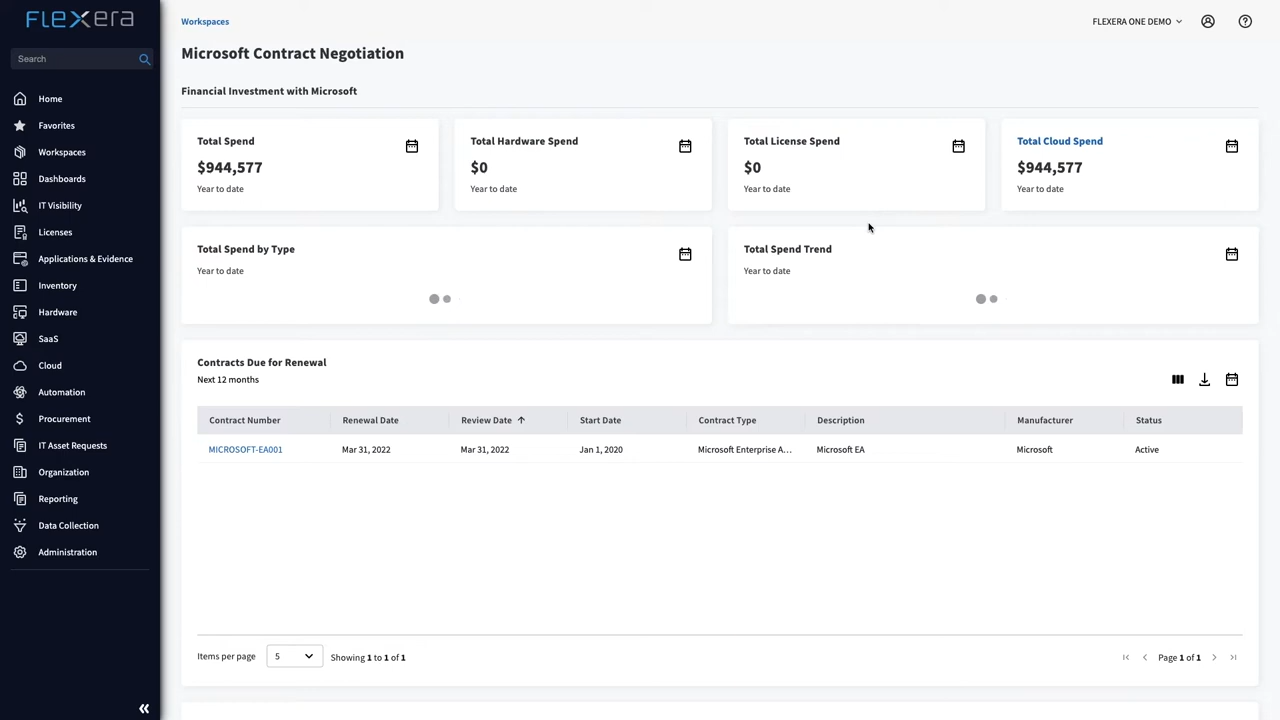 FLEXERA
Search
Home
Favorites
Workspaces
Dashboards
IT Visibility
Licenses
Applications & Evidence
Inventory
Hardware
SaaS
Cloud
Automation
Procurement
IT Asset Requests
Organization
Reporting
Data Collection
Administration
Workspaces
FLEXERA ONE DEMO
Microsoft Contract Negotiation
Financial Investment with Microsoft
Total Spend
$944,577
Year to date
Total Hardware Spend
$0
Year to date
Total License Spend
$0
Year to date
Total Cloud Spend
$944,577
Year to date
Total Spend by Type
Year to date
Total Spend Trend
Year to date
Contracts Due for Renewal
Next 12 months
Contract Number Renewal Date Review Date Start Date Contract Type Description Manufacturer Status
MICROSOFT-EA001 Mar 31, 2022 Mar 31, 2022 Jan 1, 2020 Microsoft Enterprise A... Microsoft EA Microsoft Active
Items per page 5 Showing 1 to 1 of 1 Page 1 of 1